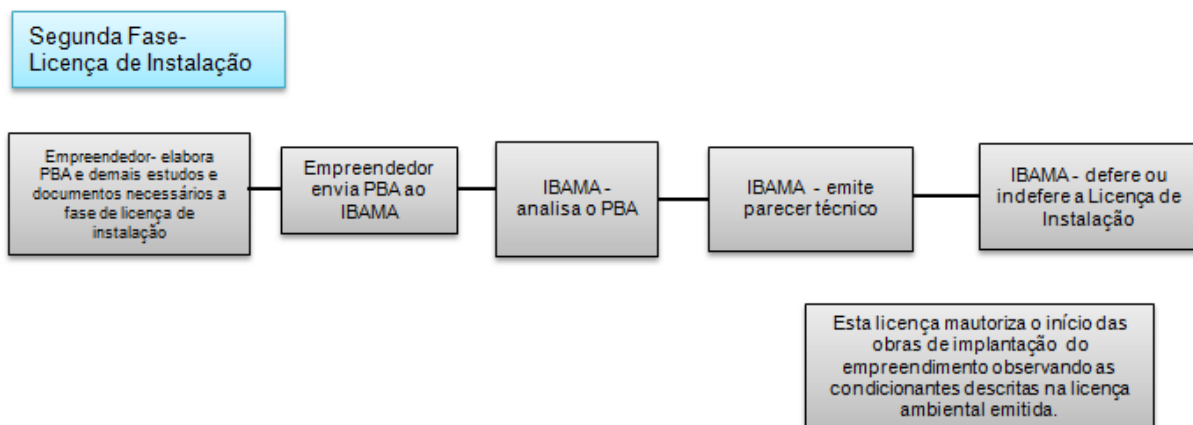 Segunda Fase-
Licença de Instalação
Empreendedor- elabora
PBA e demais estudos e
documentos necessários a
fase de licença de
instalação
Empreendedor
envia PBA ao
IBAMA
IBAMA -
analisa o PBA
IBAMA - emite
parecer técnico
IBAMA - defere ou
indefere a Licença de
Instalação
Esta licença mautoriza o início das
obras de implantação do
empreendimento observando as
condicionantes descritas na licença
ambiental emitida.